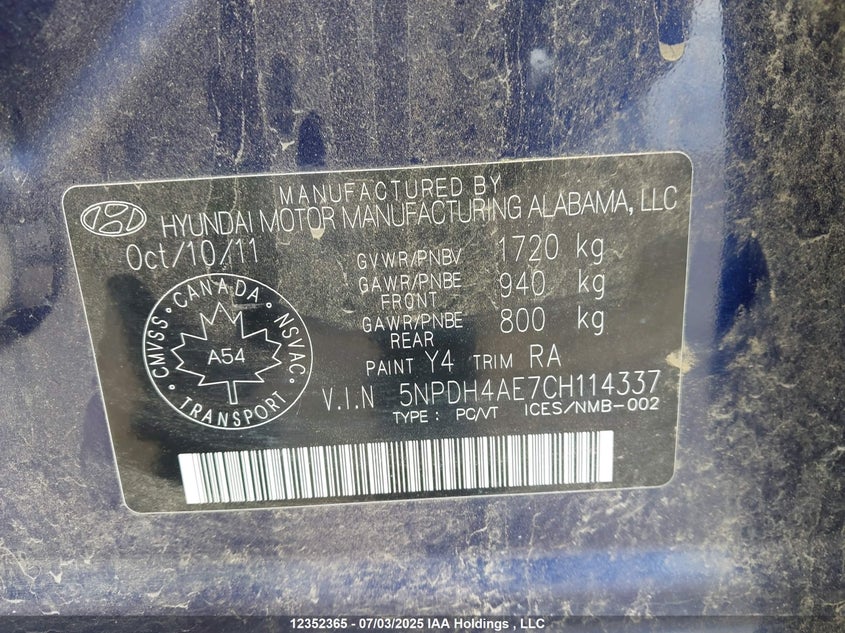 MANUFACTURED BY
HYUNDAI MOTOR MANUFACTURING ALABAMA, LLC
Oct/10/11
GVWR/PNBV 1720 kg
GAWR/PNBE FRONT 940 kg
GAWR/PNBE REAR 800 kg
PAINT Y4 TRIM RA
V.I.N 5NPDH4AE7CH114337
TYPE : PC/VT ICES/NMB-002
CMVSS • CANADA • NSVAC
A54
TRANSPORT
12352365 - 07/03/2025 IAA Holdings , LLC